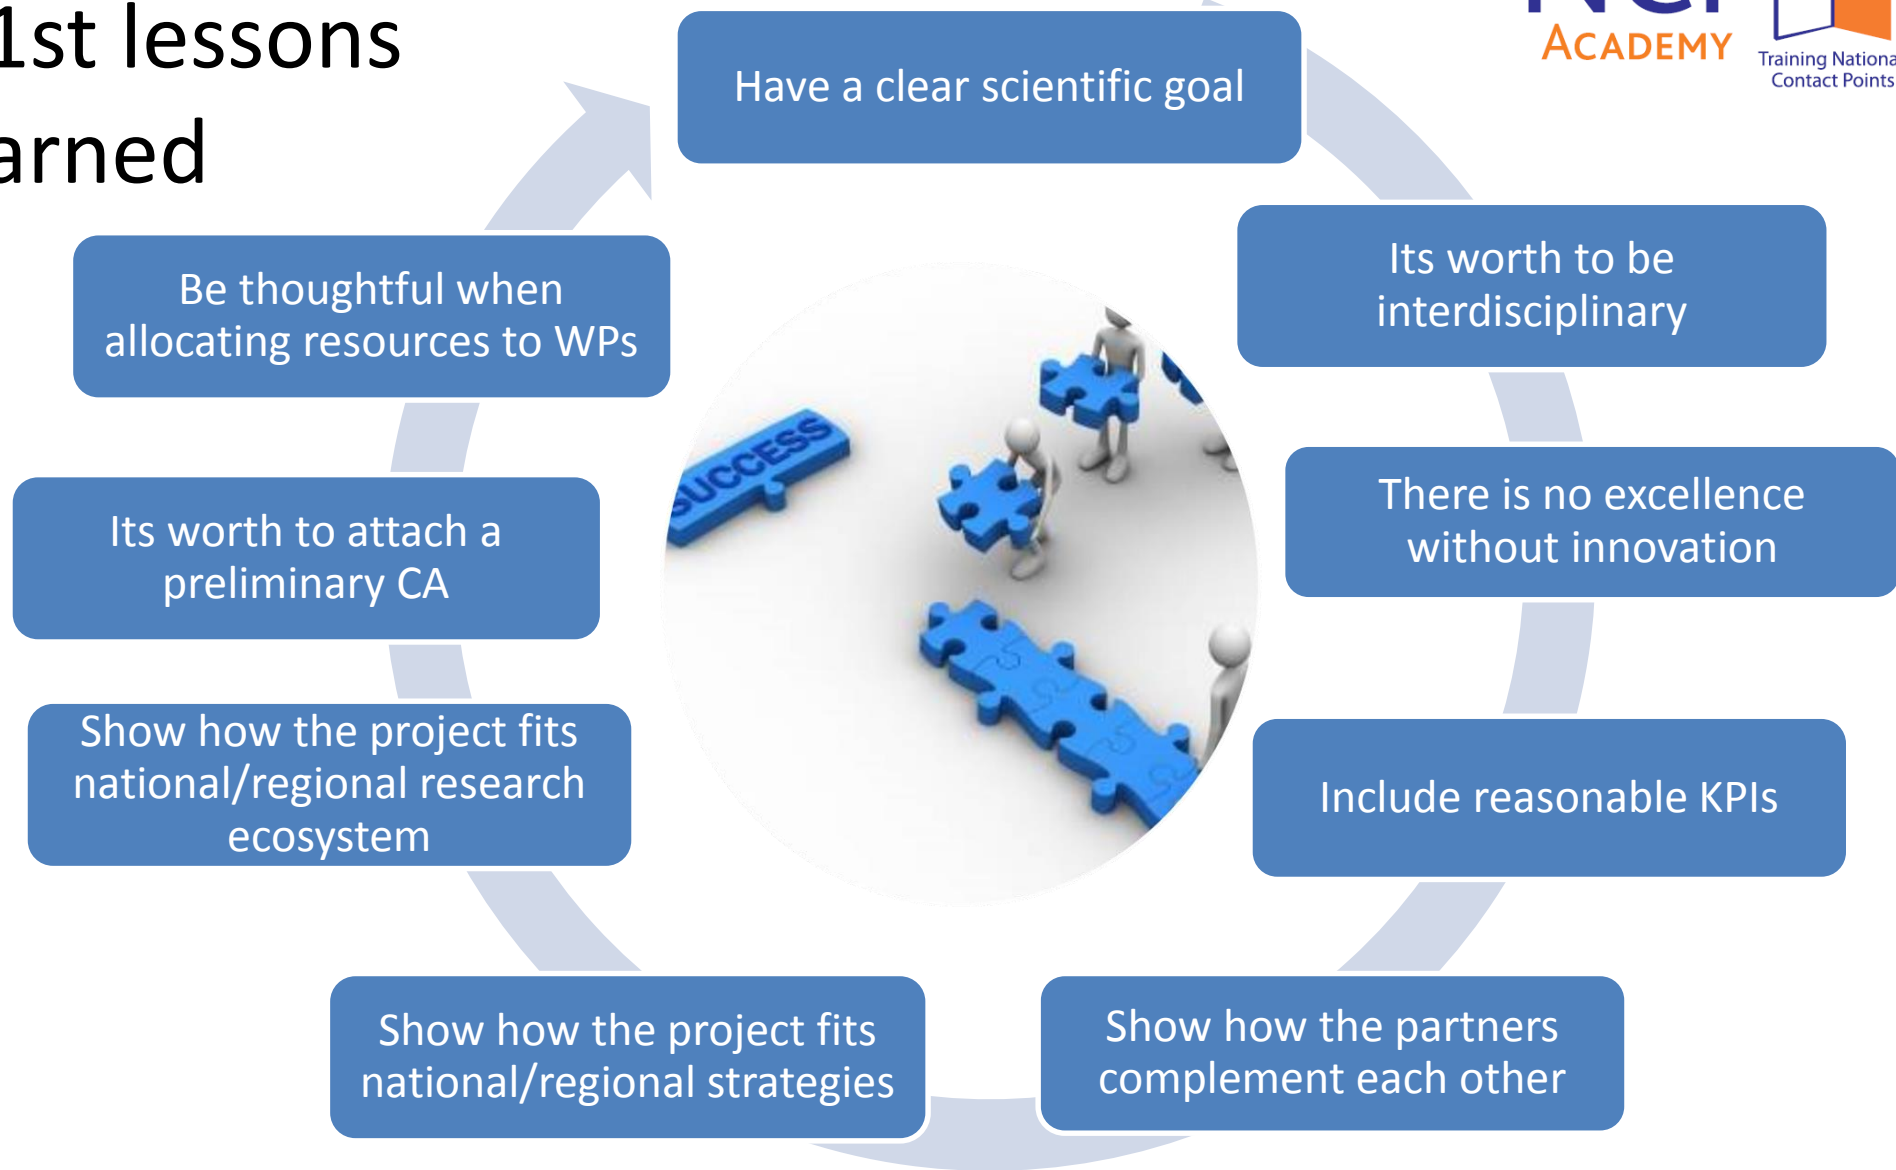 1st lessons
arned
ACADEMY
Training National
Contact Points
Have a clear scientific goal
Its worth to be
interdisciplinary
There is no excellence
without innovation
Include reasonable KPIs
Show how the partners
complement each other
Show how the project fits
national/regional strategies
Show how the project fits
national/regional research
ecosystem
Its worth to attach a
preliminary CA
Be thoughtful when
allocating resources to WPs
SUCCESS